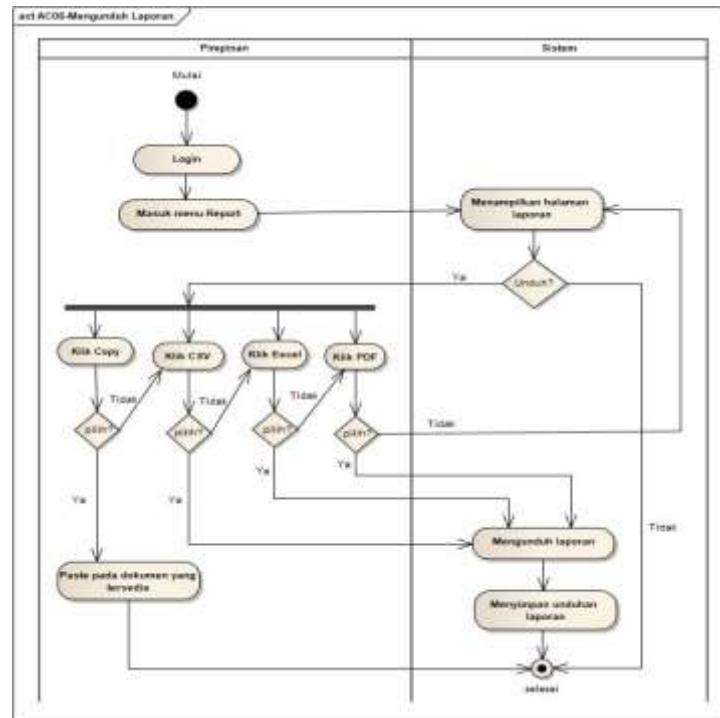 act AC06-Mengunduh Laporan
Pimpinan
Sistem
Mulai
Login
Masuk menu Report
Menampilkan halaman
laporan
Unduh?
Ya
Klik Copy
Klik CSV
Klik Excel
Klik PDF
Tidak
Tidak
Tidak
Tidak
pilih?
pilih?
pilih?
pilih?
Ya
Ya
Ya
Ya
Tidak
Mengunduh laporan
Paste pada dokumen yang
tersedia
Menyimpan unduhan
laporan
selesai